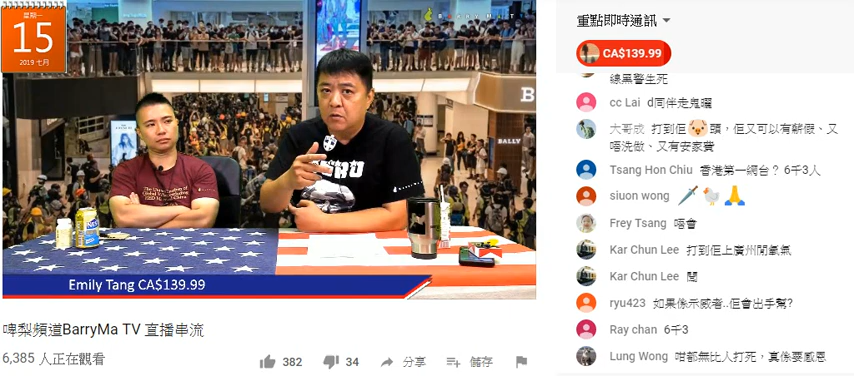 星期一
15
2019 七月
BALLY
Emily Tang CA$139.99
啤梨頻道BarryMa TV 直播串流
6,385 人正在觀看
382
34
分享
儲存
重點即時通訊
CA$139.99
線黑警生死
cc Lai d同伴走鬼囉
大哥成 打到佢🐷頭，佢又可以有薪假、又
唔洗做、又有安家費
Tsang Hon Chiu 香港第一網台？ 6千3人
siuon wong 🗡️🐔🙏
Frey Tsang 唔會
Kar Chun Lee 打到佢上廣州聞氫氣
Kar Chun Lee 聞
ryu423 如果係示威者..佢會出手幫?
Ray chan 6千3
Lung Wong 咁都無比人打死，真係要感恩